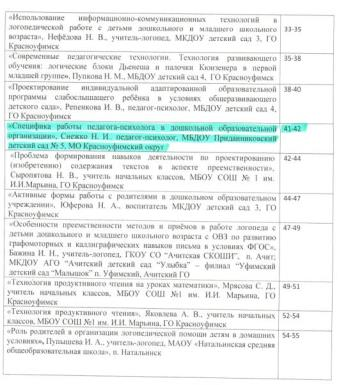 «Использование информационно-коммуникационных технологий в
логопедической работе с детьми дошкольного и младшего школьного
возраста», Нефёдова Н. В., учитель-логопед, МКДОУ детский сад 3, ГО
Красноуфимск
33-35
«Современные педагогические технологии. Технология развивающего
обучения: логические блоки Дьенеша и палочки Кюизенера в первой
младшей группе», Пупкова Н. М., МБДОУ детский сад 4, ГО Красноуфимск
35-38
«Проектирование индивидуальной адаптированной образовательной
программы слабослышащего ребёнка в условиях общеразвивающего
детского сада», Репенкова И. В., педагог-психолог, МБДОУ детский сад 4,
ГО Красноуфимск
38-40
«Специфика работы педагога-психолога в дошкольной образовательной
организации», Снежко Н. И. педагог-психолог, МБДОУ Приданниковский
детский сад № 5, МО Красноуфимский округ
41-42
«Проблема формирования навыков деятельности по проектированию
(изобретению) содержания текстов в аспекте преемственности»,
Сыропятова Н. В., учитель начальных классов, МБОУ СОШ № 1 им.
И.И.Марьина, ГО Красноуфимск
42-44
«Активные формы работы с родителями в дошкольном образовательном
учреждении», Юферова Н. А., воспитатель МКДОУ детский сад 3, ГО
Красноуфимск
44-47
«Особенности преемственности методов и приёмов в работе логопеда с
детьми дошкольного и младшего школьного возраста с ОВЗ по развитию
графомоторных и каллиграфических навыков письма в условиях ФГОС»,
Бажина И. Н., учитель-логопед, ГКОУ СО "Ачитская СКОШИ", п. Ачит;
МКДОУ АГО "Ачитский детский сад "Улыбка" – филиал "Уфимский
детский сад "Малышок" п. Уфимский, Ачитский ГО
47-49
«Технология продуктивного чтения на уроках математики», Мрясова С. Д.,
учитель начальных классов, МБОУ СОШ №1 им. И.И. Марьина, ГО
Красноуфимск
49-51
«Технология продуктивного чтения», Яковлева А. В., учитель начальных
классов, МБОУ СОШ №1 им. И.И. Марьина, ГО Красноуфимск
52-54
«Роль родителей в организации логопедической помощи детям в домашних
условиях», Пупышева И. А., учитель-логопед, МАОУ «Натальинская средняя
общеобразовательная школа», п. Натальинск
54-55